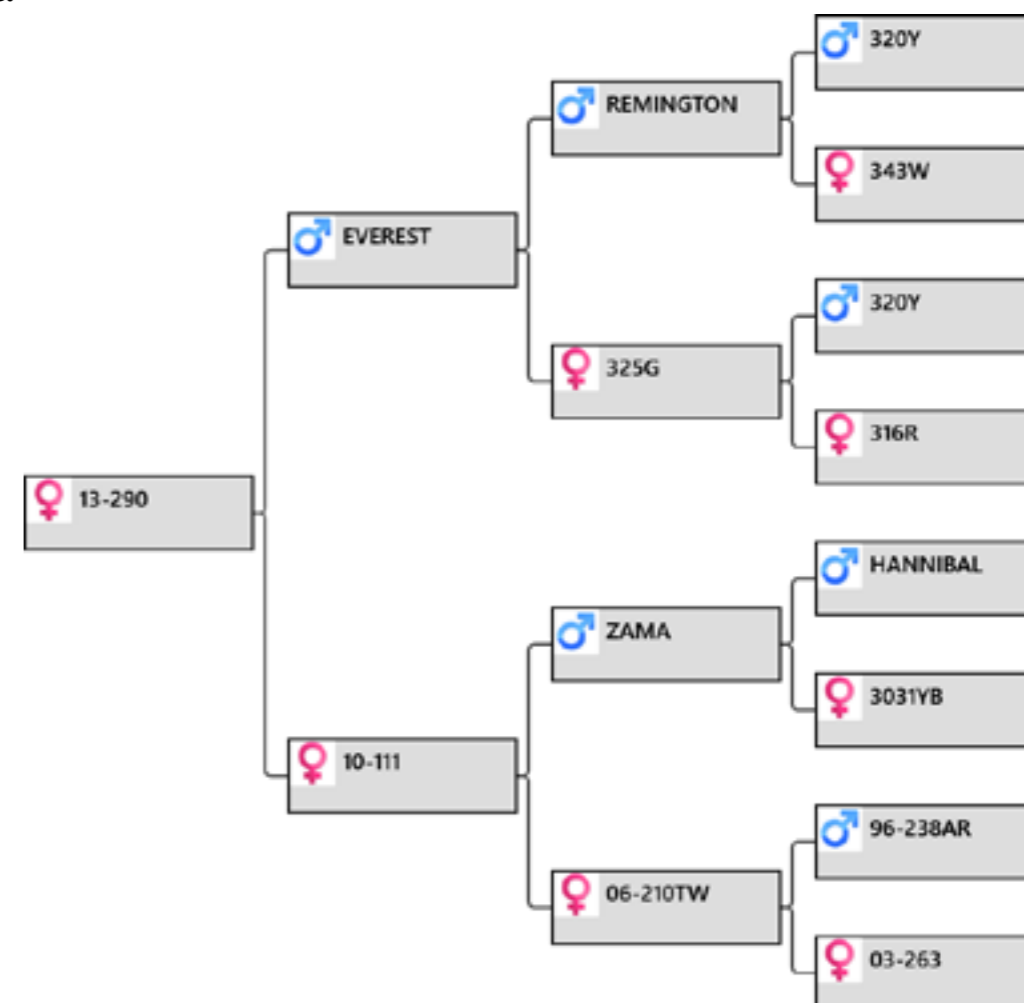 320Y
REMINGTON
343W
EVEREST
320Y
325G
316R
13-290
HANNIBAL
ZAMA
3031YB
10-111
96-238AR
06-210TW
03-263